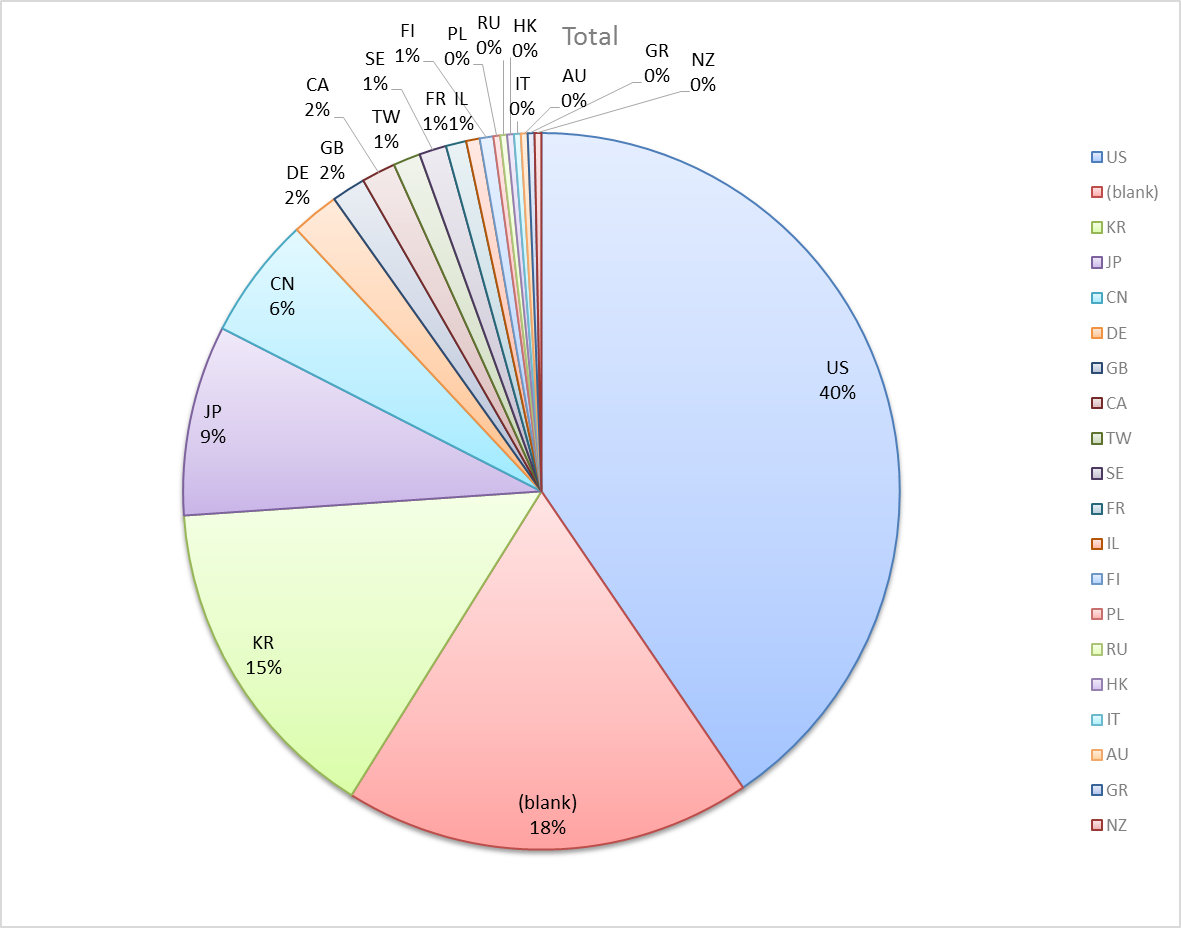 Total
US
40%
(blank)
18%
KR
15%
JP
9%
CN
6%
DE
2%
GB
2%
CA
2%
TW
1%
SE
1%
FR
1%
IL
1%
FI
1%
PL
0%
RU
0%
HK
0%
IT
0%
AU
0%
GR
0%
NZ
0%
US
(blank)
KR
JP
CN
DE
GB
CA
TW
SE
FR
IL
FI
PL
RU
HK
IT
AU
GR
NZ